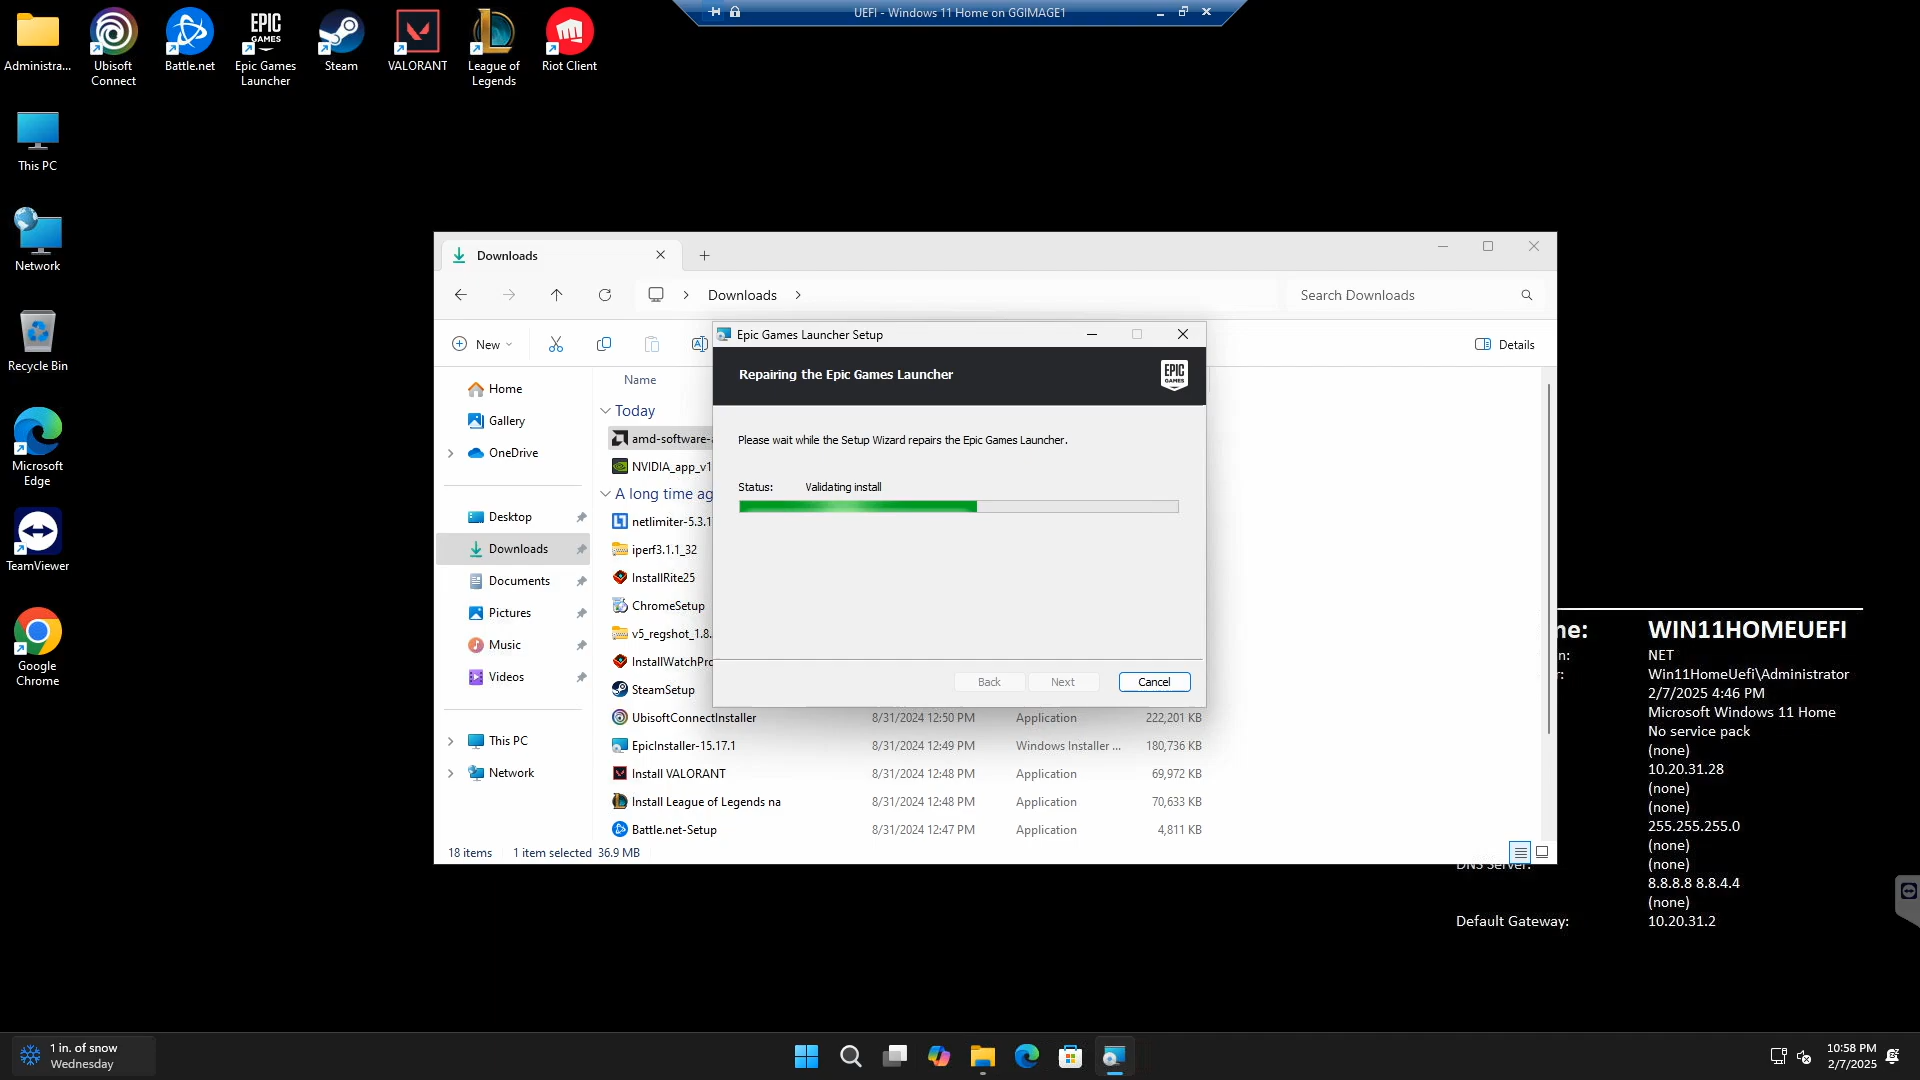 UEFI - Windows 11 Home on GGIMAGE1
Administra...
Ubisoft
Connect
Battle.net
EPIC
GAMES
Epic Games
Launcher
Steam
VALORANT
League of
Legends
Riot Client
This PC
Network
Recycle Bin
Microsoft
Edge
TeamViewer
Google
Chrome
Downloads
Downloads
Search Downloads
New
Details
Home
Gallery
OneDrive
Desktop
Downloads
Documents
Pictures
Music
Videos
This PC
Network
Name
Today
amd-software-a
NVIDIA_app_v1
A long time ag
netlimiter-5.3.1
iperf3.1.1_32
InstallRite25
ChromeSetup
v5_regshot_1.8.
InstallWatchPro
SteamSetup
UbisoftConnectInstaller 8/31/2024 12:50 PM Application 222,201 KB
EpicInstaller-15.17.1 8/31/2024 12:49 PM Windows Installer ... 180,736 KB
Install VALORANT 8/31/2024 12:48 PM Application 69,972 KB
Install League of Legends na 8/31/2024 12:48 PM Application 70,633 KB
Battle.net-Setup 8/31/2024 12:47 PM Application 4,811 KB
18 items 1 item selected 36.9 MB
Epic Games Launcher Setup
Repairing the Epic Games Launcher
EPIC
GAMES
Please wait while the Setup Wizard repairs the Epic Games Launcher.
Status: Validating install
Back Next Cancel
ne: WIN11HOMEUEFI
n: NET
r: Win11HomeUefi\Administrator
2/7/2025 4:46 PM
Microsoft Windows 11 Home
No service pack
(none)
10.20.31.28
(none)
(none)
255.255.255.0
(none)
DNS Server: (none)
8.8.8.8 8.8.4.4
(none)
Default Gateway: 10.20.31.2
1 in. of snow
Wednesday
10:58 PM
2/7/2025